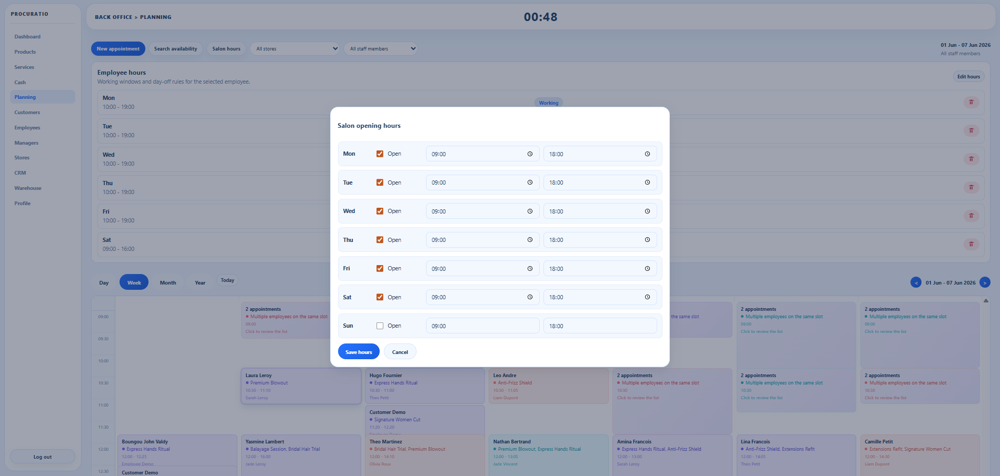 PROCURATIO
Dashboard
Products
Services
Cash
Planning
Customers
Employees
Managers
Stores
CRM
Warehouse
Profile
Log out
BACK OFFICE > PLANNING
00:48
New appointment
Search availability
Salon hours
All stores
All staff members
01 Jun - 07 Jun 2026
All staff members
Employee hours
Working windows and day-off rules for the selected employee.
Edit hours
Mon
10:00 - 19:00
Working
Tue
10:00 - 19:00
Wed
10:00 - 19:00
Thu
10:00 - 19:00
Fri
10:00 - 19:00
Sat
09:00 - 16:00
Salon opening hours
Mon Open 09:00 18:00
Tue Open 09:00 18:00
Wed Open 09:00 18:00
Thu Open 09:00 18:00
Fri Open 09:00 18:00
Sat Open 09:00 18:00
Sun Open 09:00 18:00
Save hours
Cancel
Day
Week
Month
Year
Today
< 01 Jun - 07 Jun 2026 >
09:00
09:30
10:00
10:30
11:00
11:30
12:00
12:30
Boungou John Valdy
Express Hands Ritual
12:00 - 12:25
Employee Demo
Customer Demo
2 appointments
Multiple employees on the same slot
09:00
Click to review the list
Laura Leroy
Premium Blowout
10:30 - 11:10
Sarah Leroy
Yasmine Lambert
Balayage Session, Bridal Hair Trial
12:00 - 16:00
Jade Leroy
Hugo Fournier
Express Hands Ritual
10:30 - 11:00
Theo Petit
Customer Demo
Signature Women Cut
11:20 - 12:20
Employee Demo
Theo Martinez
Bridal Hair Trial, Premium Blowout
12:00 - 14:10
Olivia Roux
Leo Andre
Anti-Frizz Shield
10:30 - 11:05
Liam Dupont
Nathan Bertrand
Premium Blowout, Express Hands Ritual
12:00 - 13:05
Jade Vincent
the same slot
2 appointments
Multiple employees on the same slot
10:30
Click to review the list
Amina Francois
Express Hands Ritual, Anti-Frizz Shield
12:00 - 13:00
Sarah Leroy
2 appointments
Multiple employees on the same slot
09:00
Click to review the list
2 appointments
Multiple employees on the same slot
10:30
Click to review the list
Lina Francois
Anti-Frizz Shield, Extensions Refit
12:00 - 14:05
Theo Petit
2 appointments
Multiple employees on the same slot
09:00
Click to review the list
2 appointments
Multiple employees on the same slot
10:30
Click to review the list
Camille Petit
Extensions Refit, Signature Women Cut
12:00 - 14:30
Liam Dupont